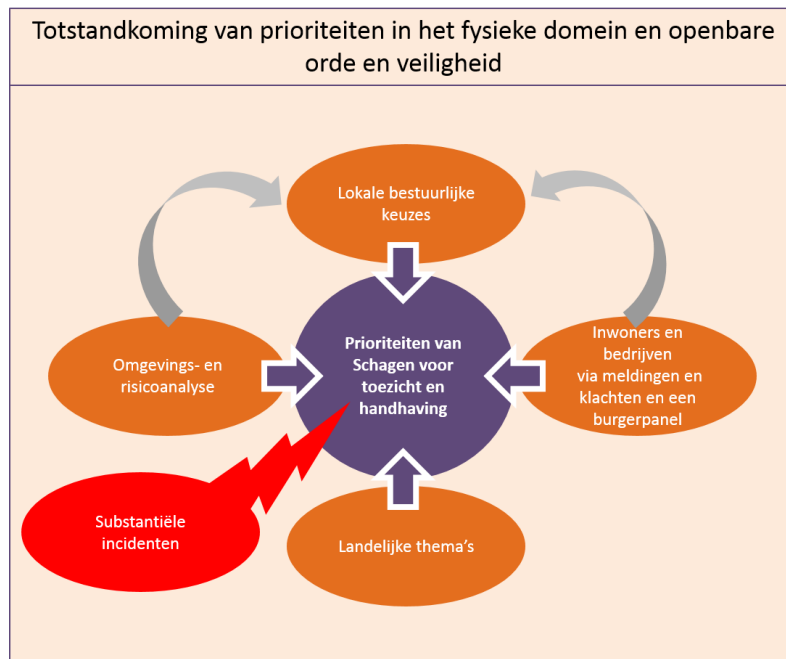 Totstandkoming van prioriteiten in het fysieke domein en openbare
orde en veiligheid
Lokale bestuurlijke
keuzes
Omgevings- en
risicoanalyse
Prioriteiten van
Schagen voor
toezicht en
handhaving
Inwoners en
bedrijven
via meldingen en
klachten en een
burgerpanel
Substantiële
incidenten
Landelijke thema's